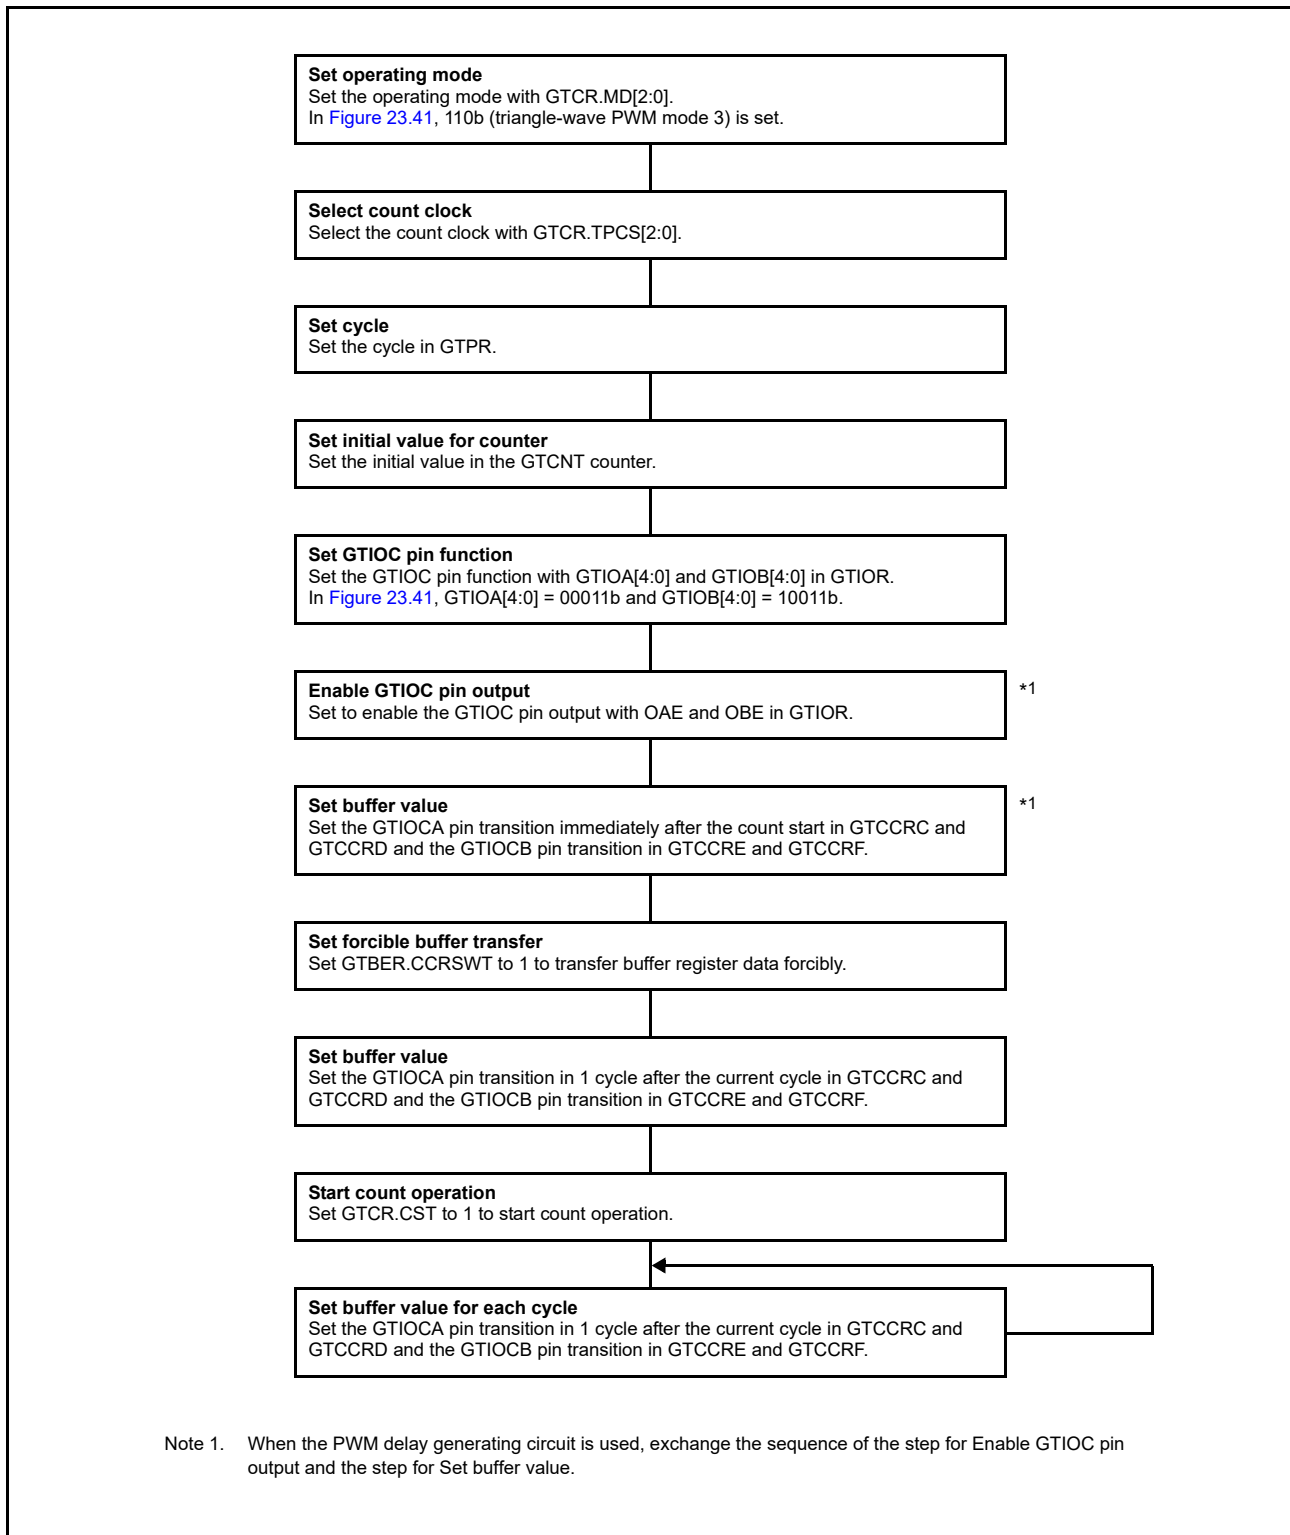 Set operating mode
Set the operating mode with GTCR.MD[2:0].
In Figure 23.41, 110b (triangle-wave PWM mode 3) is set.
Select count clock
Select the count clock with GTCR.TPCS[2:0].
Set cycle
Set the cycle in GTPR.
Set initial value for counter
Set the initial value in the GTCNT counter.
Set GTIOC pin function
Set the GTIOC pin function with GTIOA[4:0] and GTIOB[4:0] in GTIOR.
In Figure 23.41, GTIOA[4:0] = 00011b and GTIOB[4:0] = 10011b.
Enable GTIOC pin output
Set to enable the GTIOC pin output with OAE and OBE in GTIOR.
*1
Set buffer value
Set the GTIOCA pin transition immediately after the count start in GTCCRC and
GTCCRD and the GTIOCB pin transition in GTCCRE and GTCCRF.
*1
Set forcible buffer transfer
Set GTBER.CCRSWT to 1 to transfer buffer register data forcibly.
Set buffer value
Set the GTIOCA pin transition in 1 cycle after the current cycle in GTCCRC and
GTCCRD and the GTIOCB pin transition in GTCCRE and GTCCRF.
Start count operation
Set GTCR.CST to 1 to start count operation.
Set buffer value for each cycle
Set the GTIOCA pin transition in 1 cycle after the current cycle in GTCCRC and
GTCCRD and the GTIOCB pin transition in GTCCRE and GTCCRF.
Note 1. When the PWM delay generating circuit is used, exchange the sequence of the step for Enable GTIOC pin
output and the step for Set buffer value.